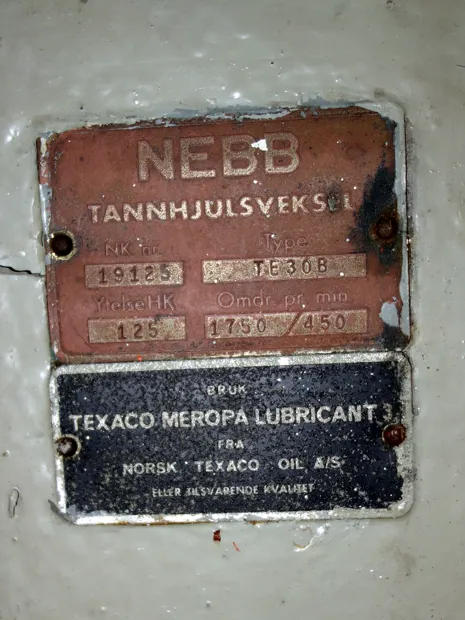 NEBB
TANNHJULSVEKSEL
NK nr. Type
19125 TE30B
Ytelse HK Omdr. pr. min.
125 1750 / 450
BRUK
TEXACO MEROPA LUBRICANT 3
FRA
NORSK TEXACO OIL A/S
ELLER TILSVARENDE KVALITET